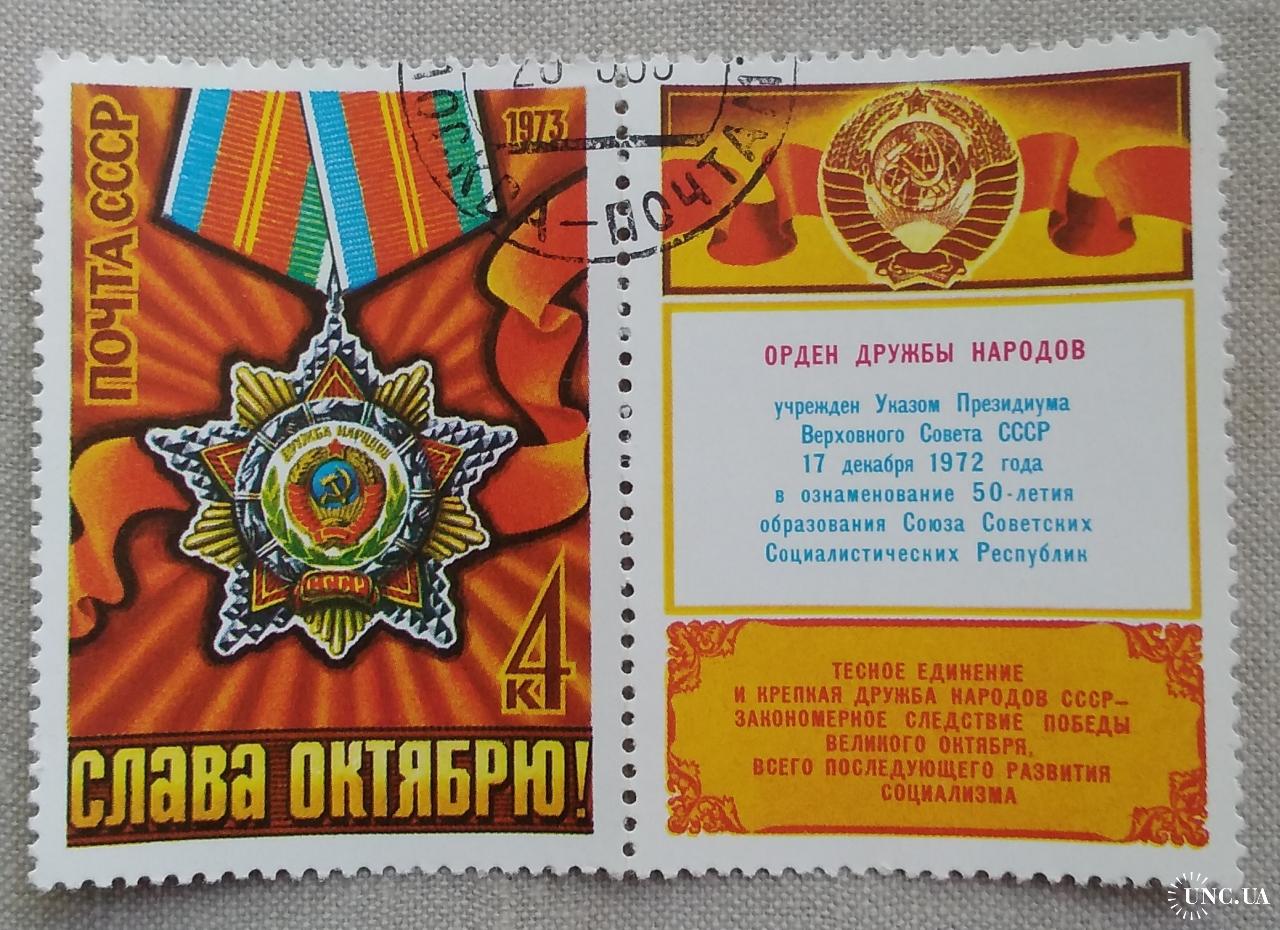 ПОЧТА СССР
1973
ДРУЖБА НАРОДОВ
СССР
4
К
СЛАВА ОКТЯБРЮ!
МОСКВА - ПОЧТАМТ
ОРДЕН ДРУЖБЫ НАРОДОВ
учрежден Указом Президиума
Верховного Совета СССР
17 декабря 1972 года
в ознаменование 50-летия
образования Союза Советских
Социалистических Республик
ТЕСНОЕ ЕДИНЕНИЕ
И КРЕПКАЯ ДРУЖБА НАРОДОВ СССР–
ЗАКОНОМЕРНОЕ СЛЕДСТВИЕ ПОБЕДЫ
ВЕЛИКОГО ОКТЯБРЯ,
ВСЕГО ПОСЛЕДУЮЩЕГО РАЗВИТИЯ
СОЦИАЛИЗМА
UNC.UA